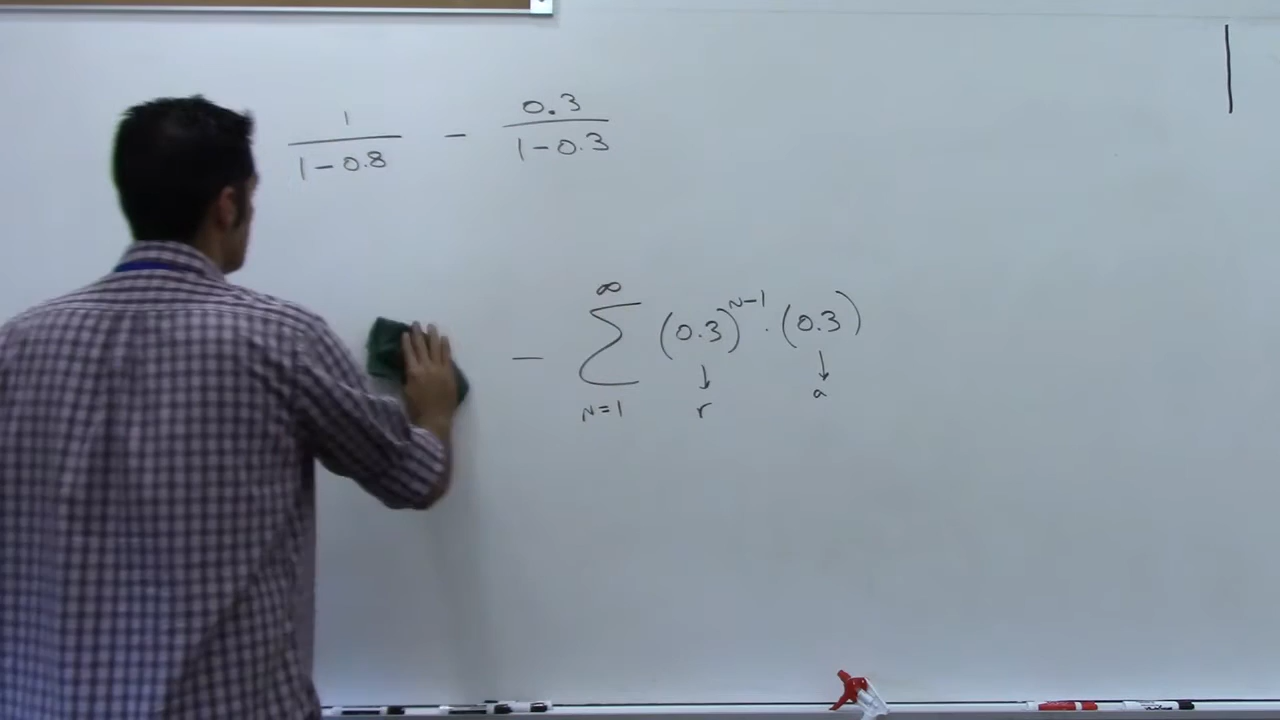 1/(1-0.8) - 0.3/(1-0.3)
- ∑_{N=1}^{∞} (0.3)^{N-1} · (0.3)
↓ ↓
r a